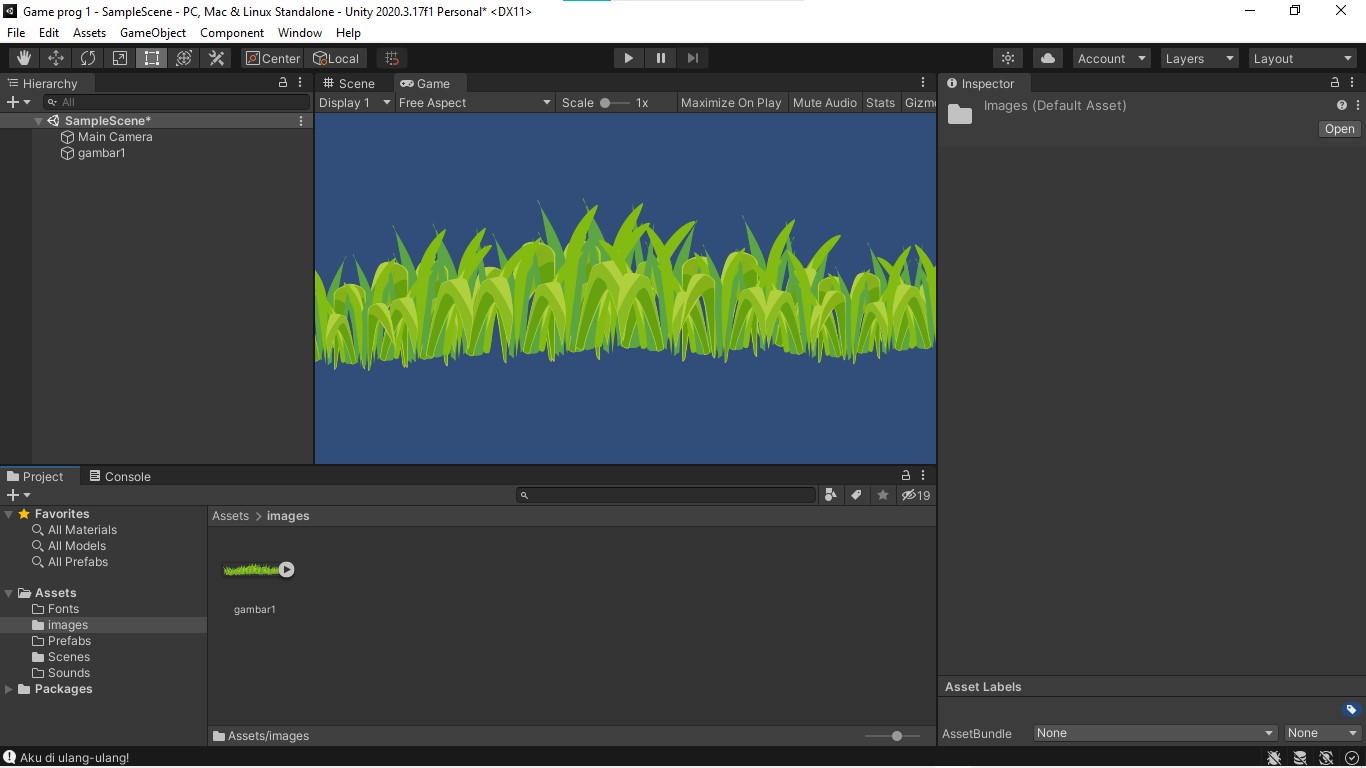 Game prog 1 - SampleScene - PC, Mac & Linux Standalone - Unity 2020.3.17f1 Personal* <DX11>
File Edit Assets GameObject Component Window Help
Center Local Account Layers Layout
Hierarchy
All
SampleScene*
Main Camera
gambar1
Scene Game
Display 1 Free Aspect Scale 1x Maximize On Play Mute Audio Stats Gizm
Inspector
Images (Default Asset)
Open
Project Console
19
Favorites
All Materials
All Models
All Prefabs
Assets
Fonts
images
Prefabs
Scenes
Sounds
Packages
Assets > images
gambar1
Assets/images
Asset Labels
AssetBundle None None
Aku di ulang-ulang!